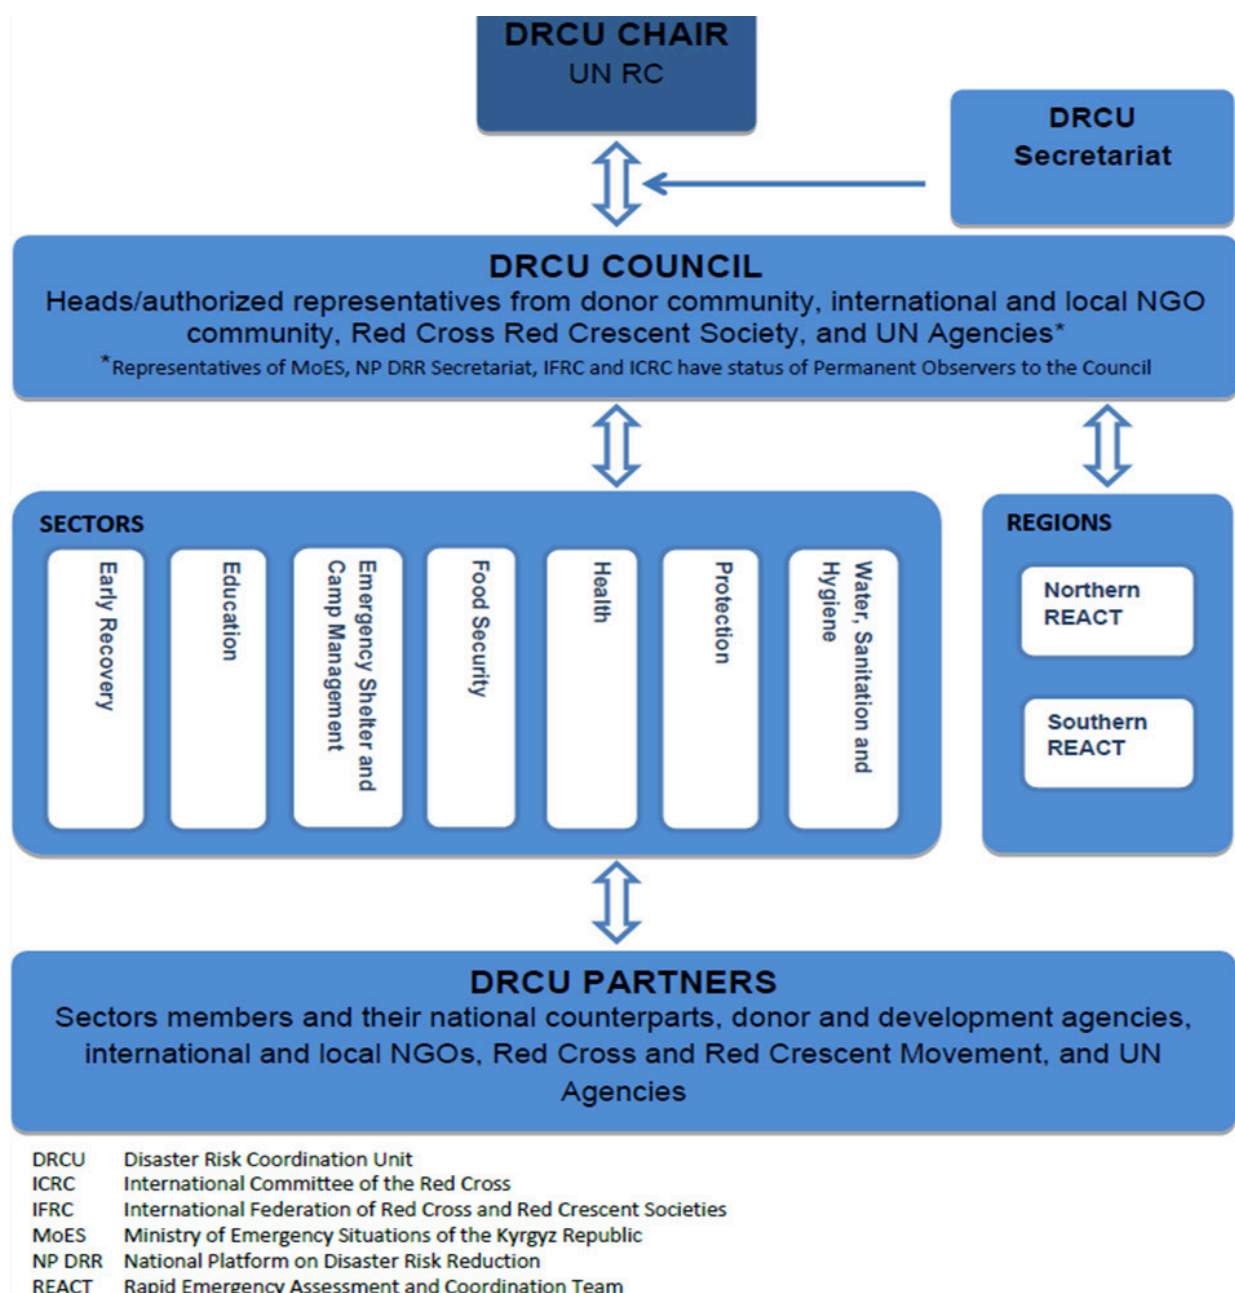 DRCU CHAIR
UN RC
DRCU
Secretariat
DRCU COUNCIL
Heads/authorized representatives from donor community, international and local NGO
community, Red Cross Red Crescent Society, and UN Agencies*
*Representatives of MoES, NP DRR Secretariat, IFRC and ICRC have status of Permanent Observers to the Council
SECTORS
Early Recovery
Education
Emergency Shelter and
Camp Management
Food Security
Health
Protection
Water, Sanitation and
Hygiene
REGIONS
Northern
REACT
Southern
REACT
DRCU PARTNERS
Sectors members and their national counterparts, donor and development agencies,
international and local NGOs, Red Cross and Red Crescent Movement, and UN
Agencies
DRCU Disaster Risk Coordination Unit
ICRC International Committee of the Red Cross
IFRC International Federation of Red Cross and Red Crescent Societies
MoES Ministry of Emergency Situations of the Kyrgyz Republic
NP DRR National Platform on Disaster Risk Reduction
REACT Rapid Emergency Assessment and Coordination Team